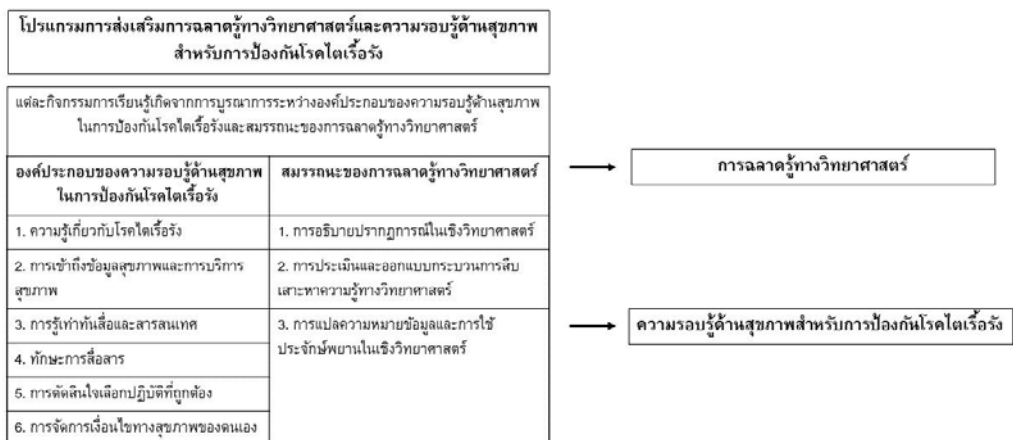 โปรแกรมการส่งเสริมการฉลาดรู้ทางวิทยาศาสตร์และความรอบรู้ด้านสุขภาพ
สำหรับการป้องกันโรคไตเรื้อรัง
แต่ละกิจกรรมการเรียนรู้เกิดจากการบูรณาการระหว่างองค์ประกอบของความรอบรู้ด้านสุขภาพ
ในการป้องกันโรคไตเรื้อรังและสมรรถนะของการฉลาดรู้ทางวิทยาศาสตร์
องค์ประกอบของความรอบรู้ด้านสุขภาพ
ในการป้องกันโรคไตเรื้อรัง
สมรรถนะของการฉลาดรู้ทางวิทยาศาสตร์
1. ความรู้เกี่ยวกับโรคไตเรื้อรัง
1. การอธิบายปรากฏการณ์ในเชิงวิทยาศาสตร์
2. การเข้าถึงข้อมูลสุขภาพและการบริการ
สุขภาพ
2. การประเมินและออกแบบกระบวนการสืบ
เสาะหาความรู้ทางวิทยาศาสตร์
3. การรู้เท่าทันสื่อและสารสนเทศ
3. การแปลความหมายข้อมูลและการใช้
ประจักษ์พยานในเชิงวิทยาศาสตร์
4. ทักษะการสื่อสาร
5. การตัดสินใจเลือกปฏิบัติที่ถูกต้อง
6. การจัดการเงื่อนไขทางสุขภาพของตนเอง
การฉลาดรู้ทางวิทยาศาสตร์
ความรอบรู้ด้านสุขภาพสำหรับการป้องกันโรคไตเรื้อรัง